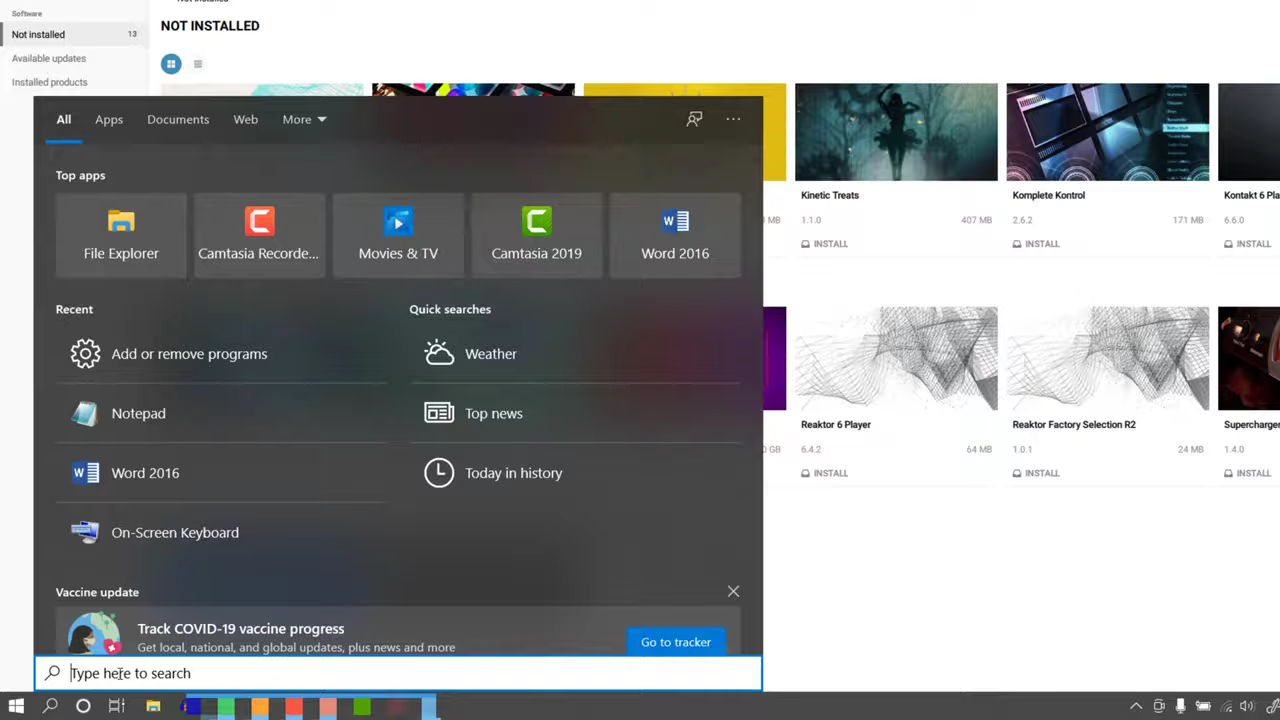 Software
Not installed 13
Available updates
Installed products
NOT INSTALLED
All Apps Documents Web More
Top apps
File Explorer
Camtasia Recorde...
Movies & TV
Camtasia 2019
Word 2016
Recent
Add or remove programs
Notepad
Word 2016
On-Screen Keyboard
Quick searches
Weather
Top news
Today in history
Vaccine update
Track COVID-19 vaccine progress
Get local, national, and global updates, plus news and more
Go to tracker
Type here to search
MB
GB
Kinetic Treats
1.1.0 407 MB
INSTALL
Komplete Kontrol
2.6.2 171 MB
INSTALL
Kontakt 6 Pla
6.6.0
INSTALL
Reaktor 6 Player
6.4.2 64 MB
INSTALL
Reaktor Factory Selection R2
1.0.1 24 MB
INSTALL
Supercharger
1.4.0
INSTALL